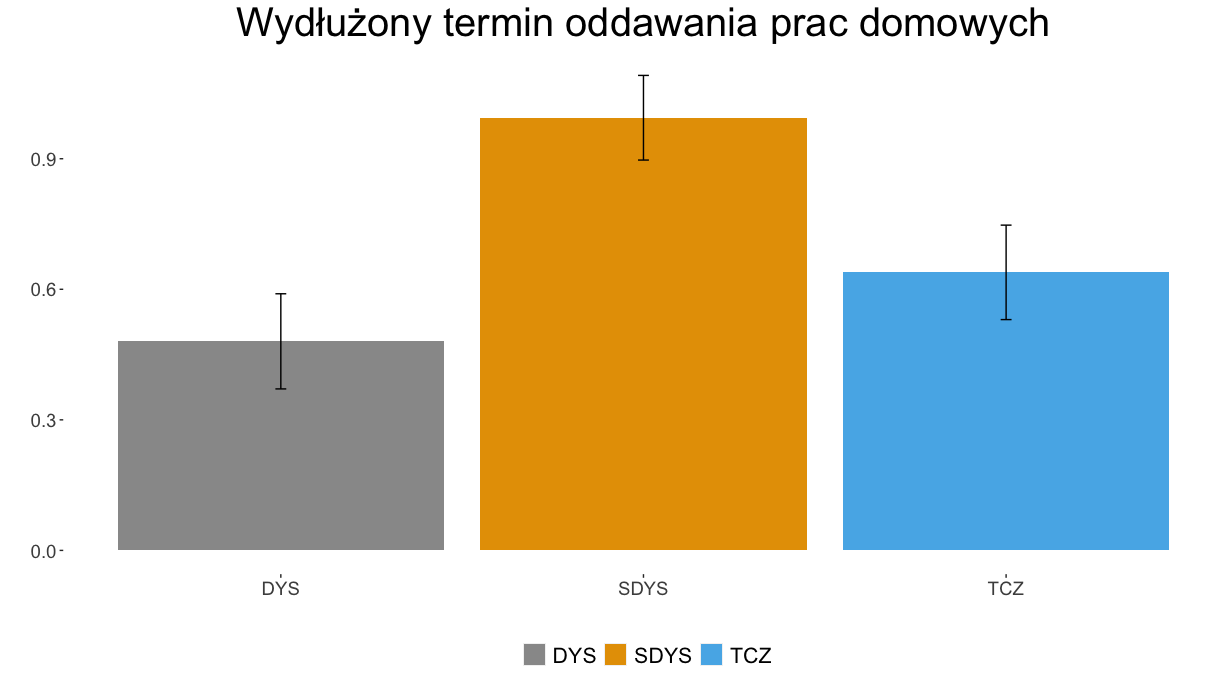 Wydłużony termin oddawania prac domowych
0.9
0.6
0.3
0.0
DYS SDYS TCZ
DYS SDYS TCZ